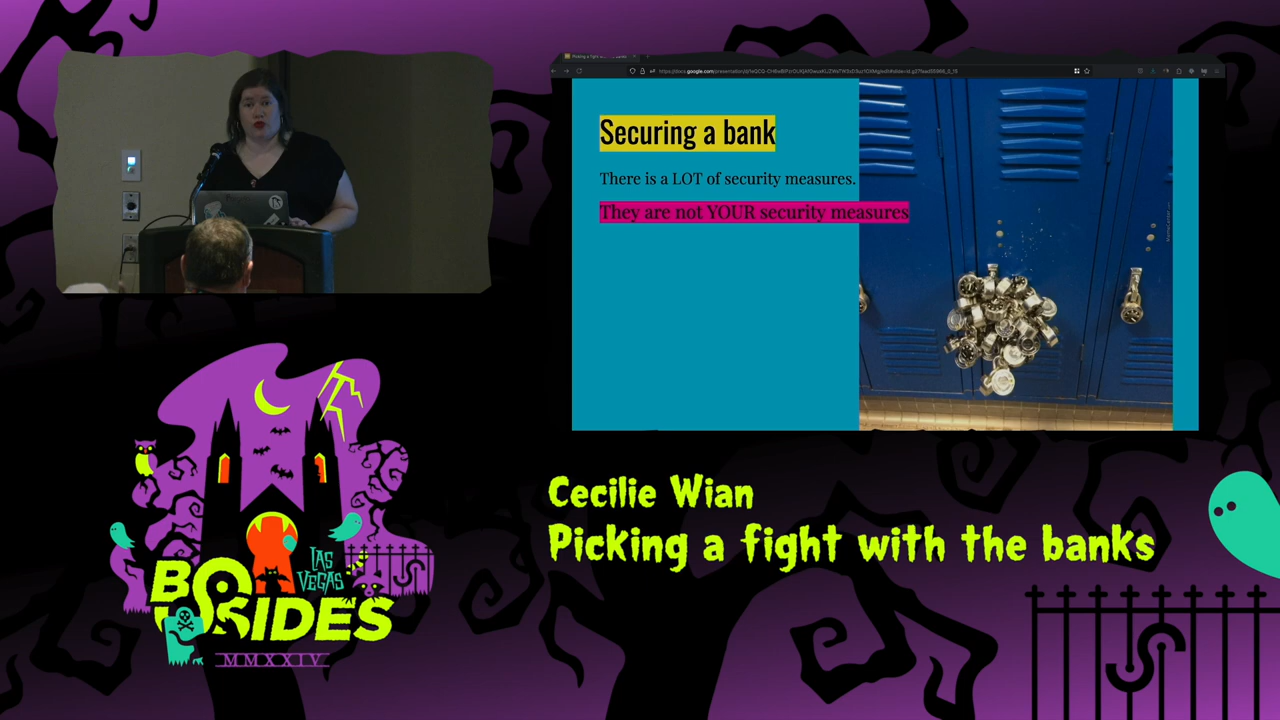 Securing a bank
There is a LOT of security measures.
They are not YOUR security measures
Cecilie Wian
Picking a fight with the banks
LAS
VEGAS
BSIDES
MMXXIV